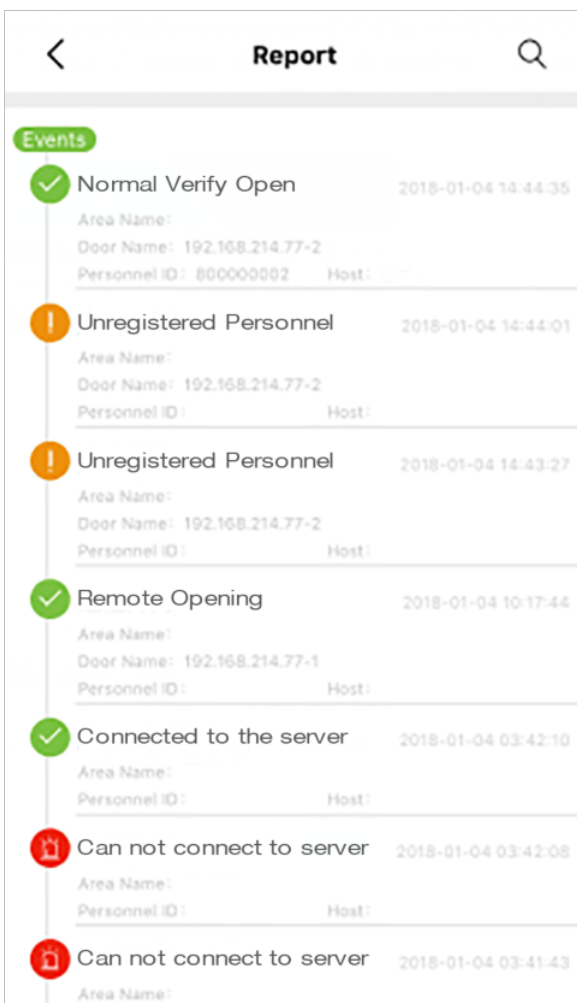 Report
Events
Normal Verify Open 2018-01-04 14:44:35
Area Name:
Door Name: 192.168.214.77-2
Personnel ID: 800000002 Host:
Unregistered Personnel 2018-01-04 14:44:01
Area Name:
Door Name: 192.168.214.77-2
Personnel ID: Host:
Unregistered Personnel 2018-01-04 14:43:27
Area Name:
Door Name: 192.168.214.77-2
Personnel ID: Host:
Remote Opening 2018-01-04 10:17:44
Area Name:
Door Name: 192.168.214.77-1
Personnel ID: Host:
Connected to the server 2018-01-04 03:42:10
Area Name:
Personnel ID: Host:
Can not connect to server 2018-01-04 03:42:08
Area Name:
Personnel ID: Host:
Can not connect to server 2018-01-04 03:41:43
Area Name: